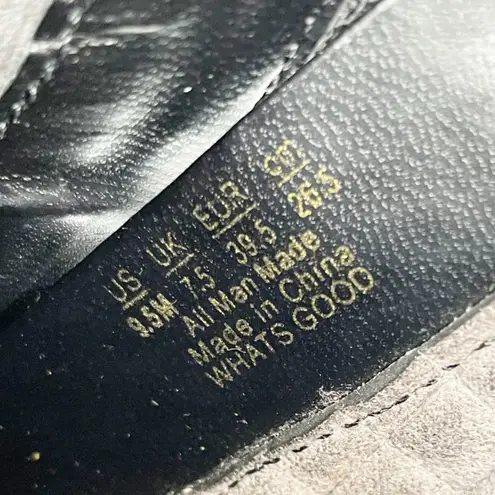 US UK EUR CM
9.5M 7.5 39.5 26.5
All Man Made
Made in China
WHATS GOOD